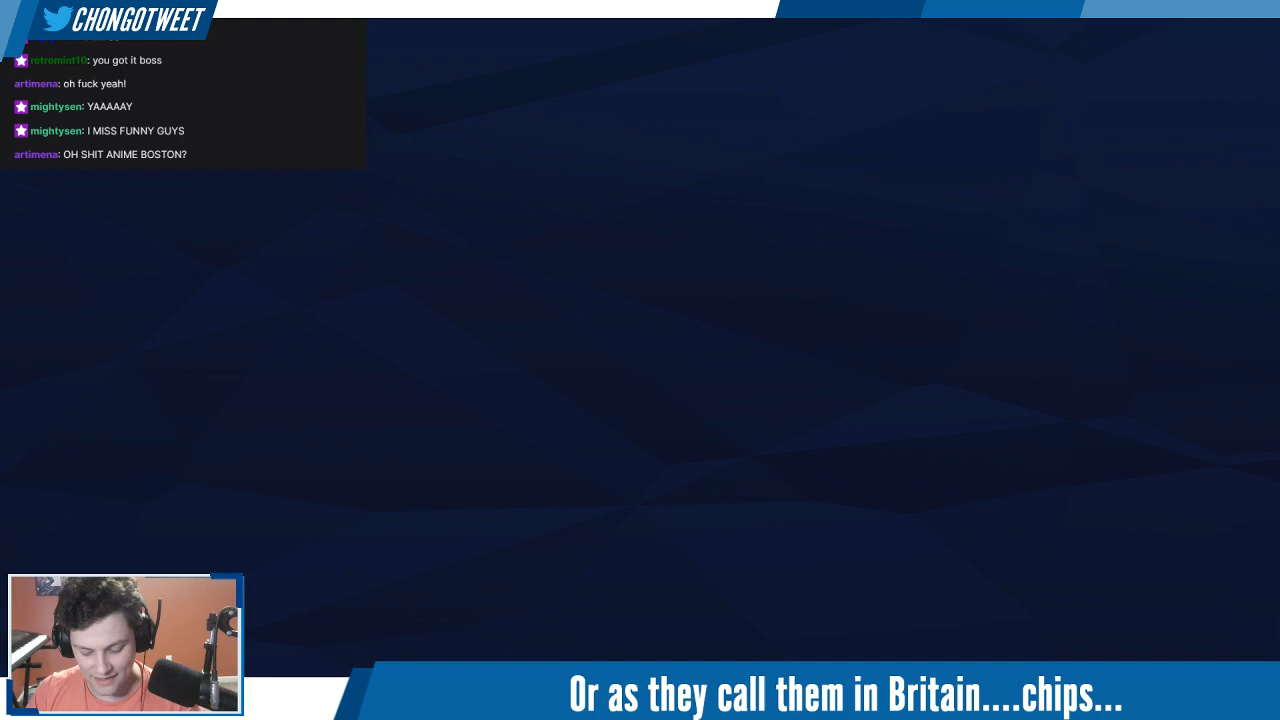 CHONGOTWEET
retromint10: you got it boss
artimena: oh fuck yeah!
mightysen: YAAAAAY
mightysen: I MISS FUNNY GUYS
artimena: OH SHIT ANIME BOSTON?
Or as they call them in Britain....chips...